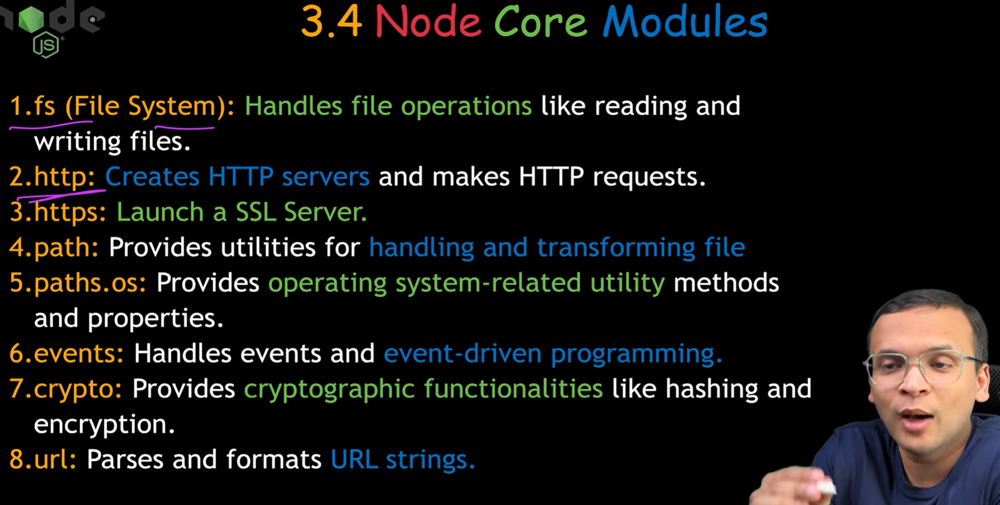 node
JS
3.4 Node Core Modules
1.fs (File System): Handles file operations like reading and
writing files.
2.http: Creates HTTP servers and makes HTTP requests.
3.https: Launch a SSL Server.
4.path: Provides utilities for handling and transforming file
5.paths.os: Provides operating system-related utility methods
and properties.
6.events: Handles events and event-driven programming.
7.crypto: Provides cryptographic functionalities like hashing and
encryption.
8.url: Parses and formats URL strings.